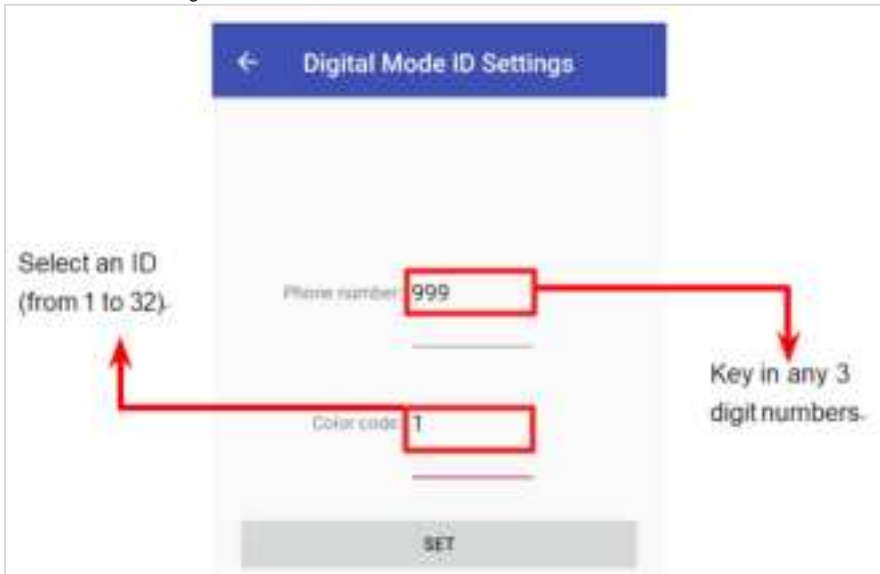 Digital Mode ID Settings
Select an ID
(from 1 to 32).
Phone number: 999
Key in any 3
digit numbers.
Color code: 1
SET